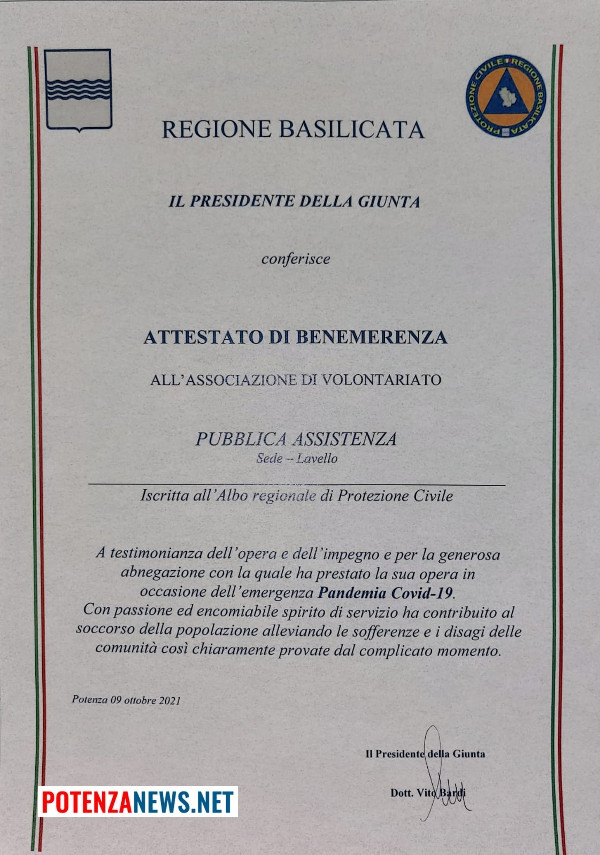 PROTEZIONE CIVILE REGIONE BASILICATA
REGIONE BASILICATA
IL PRESIDENTE DELLA GIUNTA
conferisce
ATTESTATO DI BENEMERENZA
ALL'ASSOCIAZIONE DI VOLONTARIATO
PUBBLICA ASSISTENZA
Sede – Lavello
Iscritta all'Albo regionale di Protezione Civile
A testimonianza dell'opera e dell'impegno e per la generosa
abnegazione con la quale ha prestato la sua opera in
occasione dell'emergenza Pandemia Covid-19.
Con passione ed encomiabile spirito di servizio ha contribuito al
soccorso della popolazione alleviando le sofferenze e i disagi delle
comunità così chiaramente provate dal complicato momento.
Potenza 09 ottobre 2021
Il Presidente della Giunta
Dott. Vito Bardi
POTENZANEWS.NET